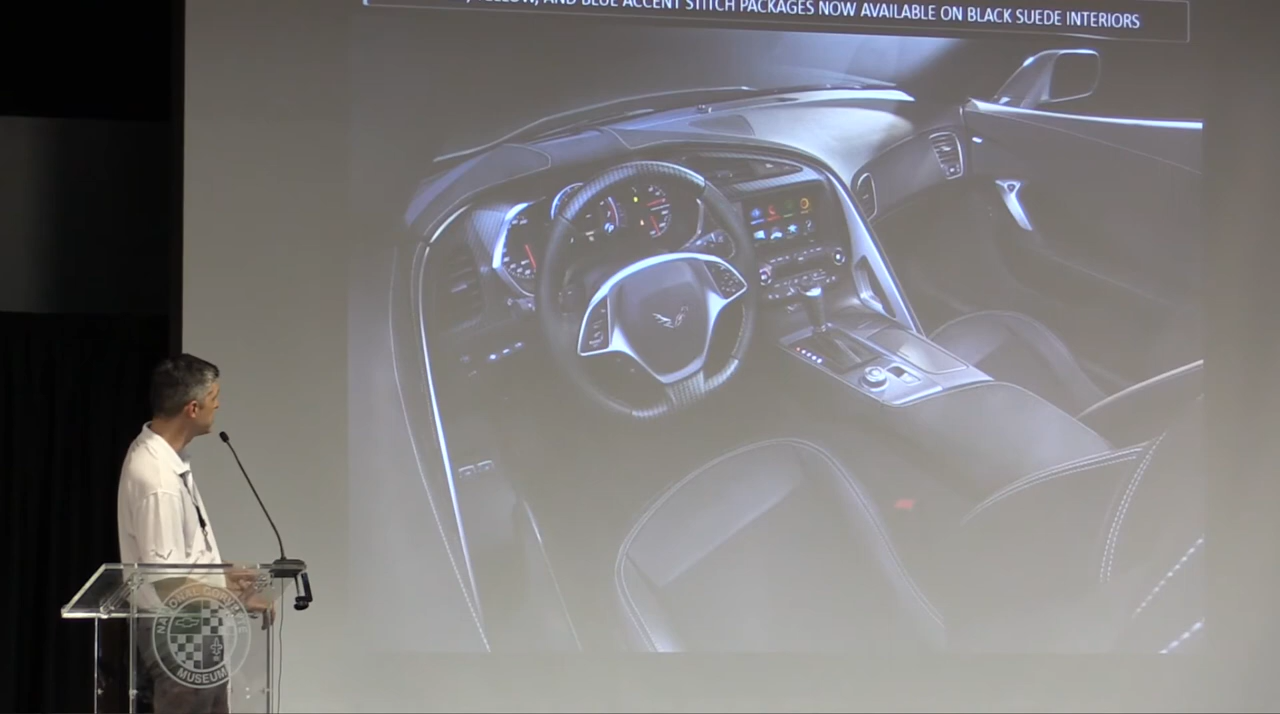 AND BLUE ACCENT STITCH PACKAGES NOW AVAILABLE ON BLACK SUEDE INTERIORS
NATIONAL CORVETTE
MUSEUM